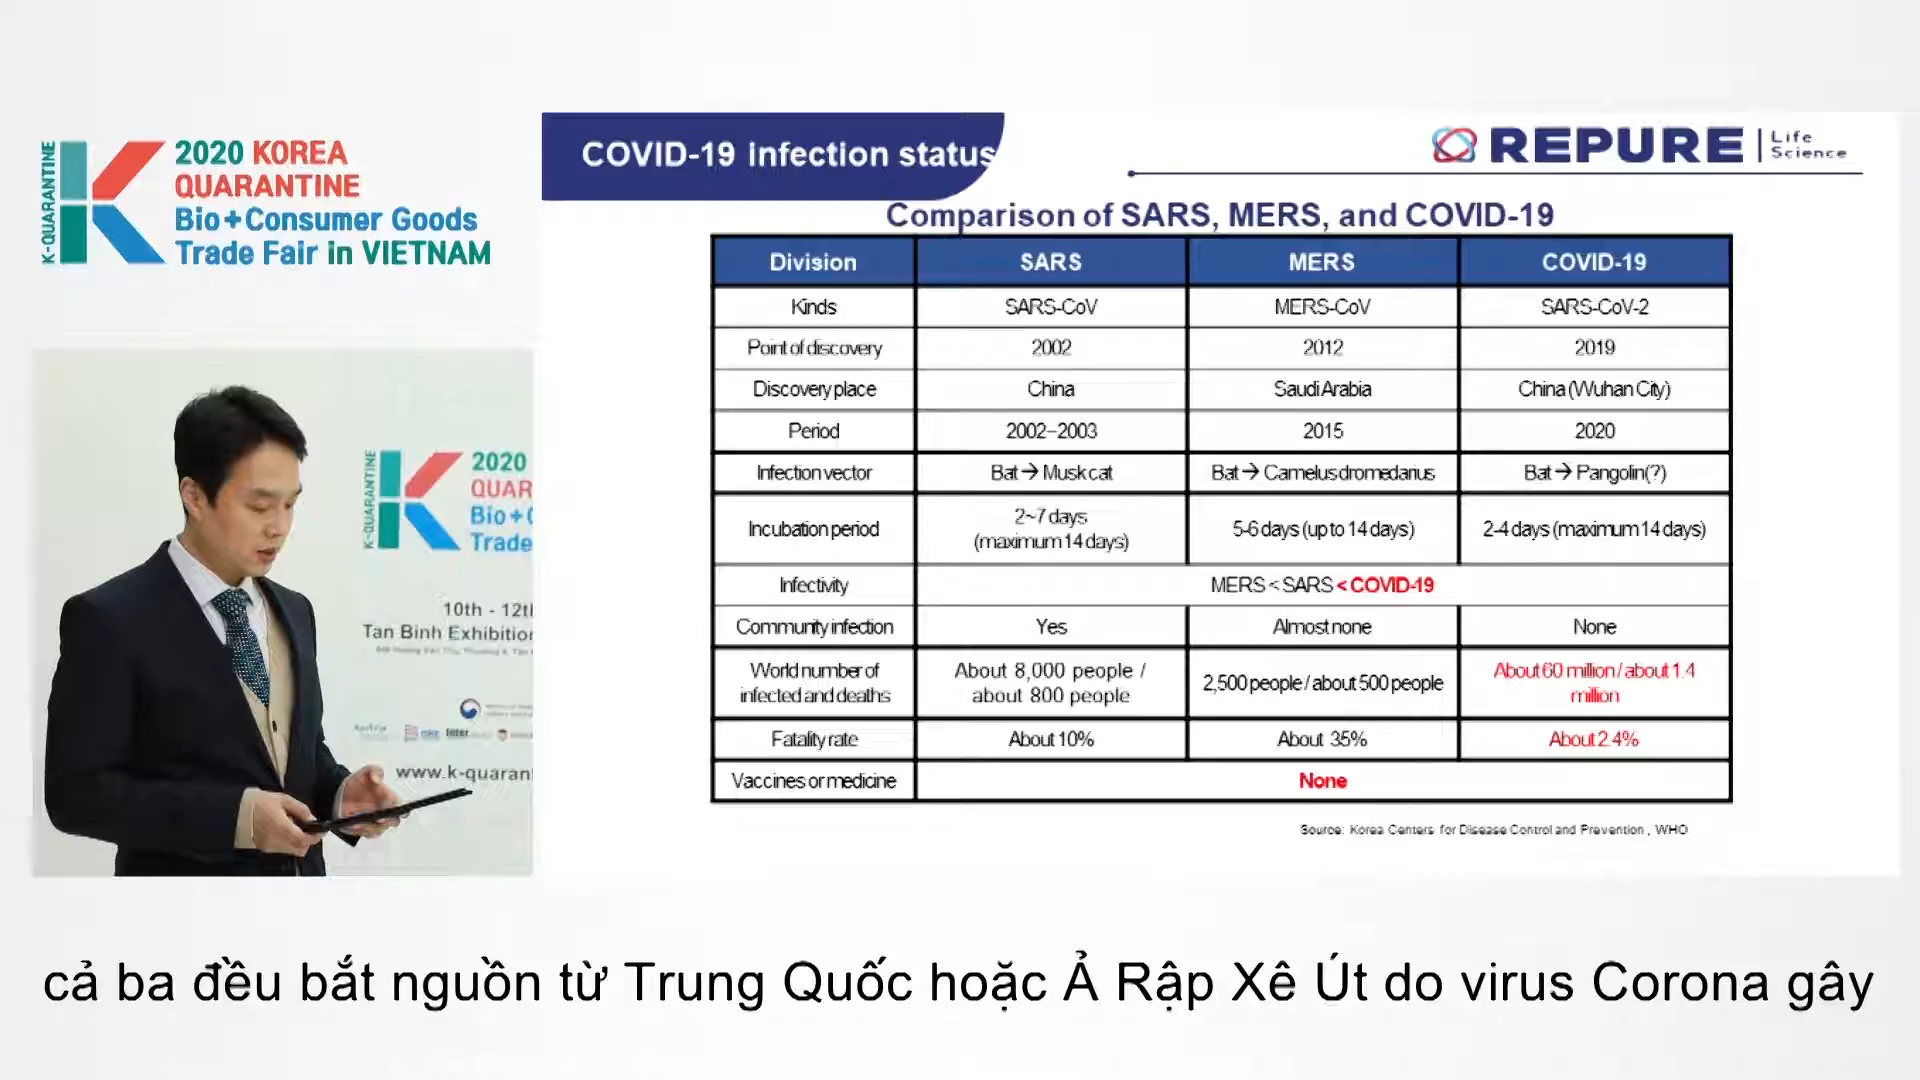 K-QUARANTINE
2020 KOREA
QUARANTINE
Bio+Consumer Goods
Trade Fair in VIETNAM
COVID-19 infection status
REPURE
Life
Science
Comparison of SARS, MERS, and COVID-19
Division SARS MERS COVID-19
Kinds SARS-CoV MERS-CoV SARS-CoV-2
Point of discovery 2002 2012 2019
Discovery place China Saudi Arabia China (Wuhan City)
Period 2002~2003 2015 2020
Infection vector Bat → Musk cat Bat → Camelus dromedarius Bat → Pangolin(?)
Incubation period 2~7 days
(maximum 14 days) 5-6 days (up to 14 days) 2-4 days (maximum 14 days)
Infectivity MERS < SARS < COVID-19
Community infection Yes Almost none None
World number of
infected and deaths About 8,000 people /
about 800 people 2,500 people / about 500 people About 60 million / about 1.4
million
Fatality rate About 10% About 35% About 2.4%
Vaccines or medicine None
Source: Korea Centers for Disease Control and Prevention, WHO
K-QUARANTINE
2020
QUAR
Bio+
Trade
10th - 12th
Tan Binh Exhibition
www.k-quarant
cả ba đều bắt nguồn từ Trung Quốc hoặc Ả Rập Xê Út do virus Corona gây